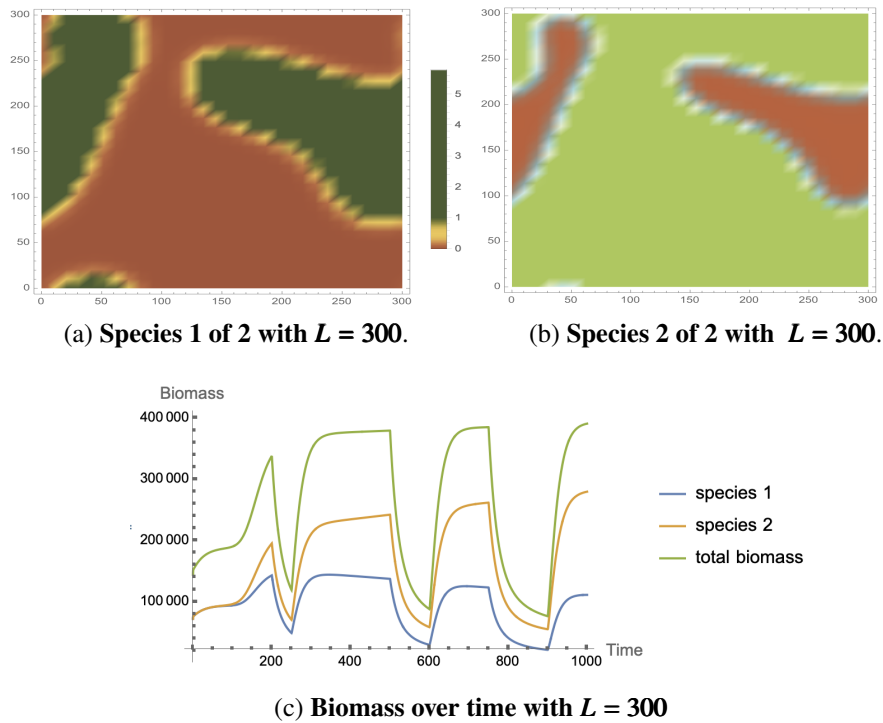 300
250
200
150
100
50
0
0 50 100 150 200 250 300
5
4
3
2
1
0
300
250
200
150
100
50
0
0 50 100 150 200 250 300
(a) Species 1 of 2 with L = 300.
(b) Species 2 of 2 with L = 300.
Biomass
400 000
300 000
200 000
100 000
200 400 600 800 1000
Time
species 1
species 2
total biomass
(c) Biomass over time with L = 300